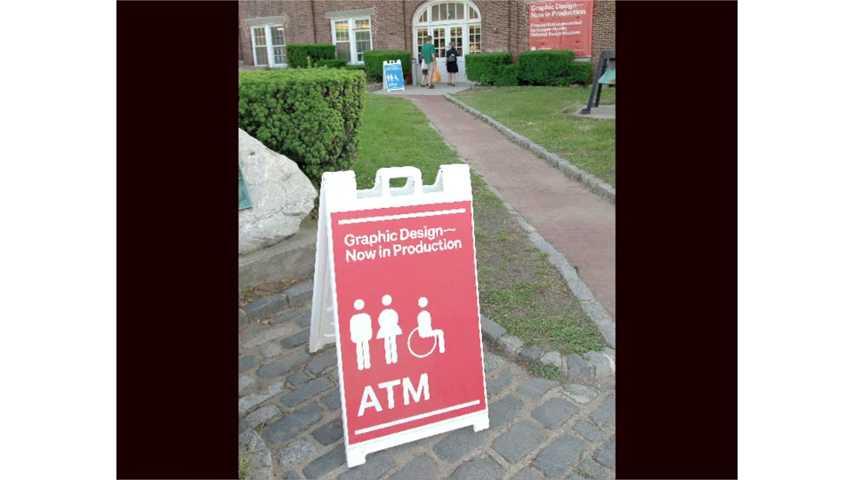 Graphic Design—
Now in Production
Graphic Design—
Now in Production
ATM